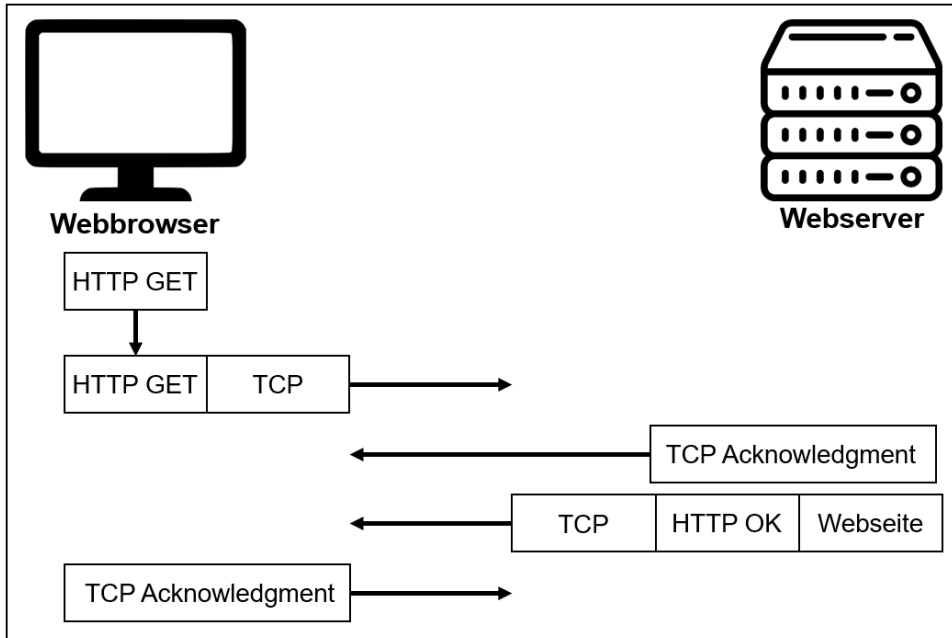 Webbrowser
Webserver
HTTP GET
HTTP GET TCP
TCP Acknowledgment
TCP HTTP OK Webseite
TCP Acknowledgment